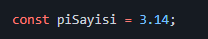 const piSayisi = 3.14;